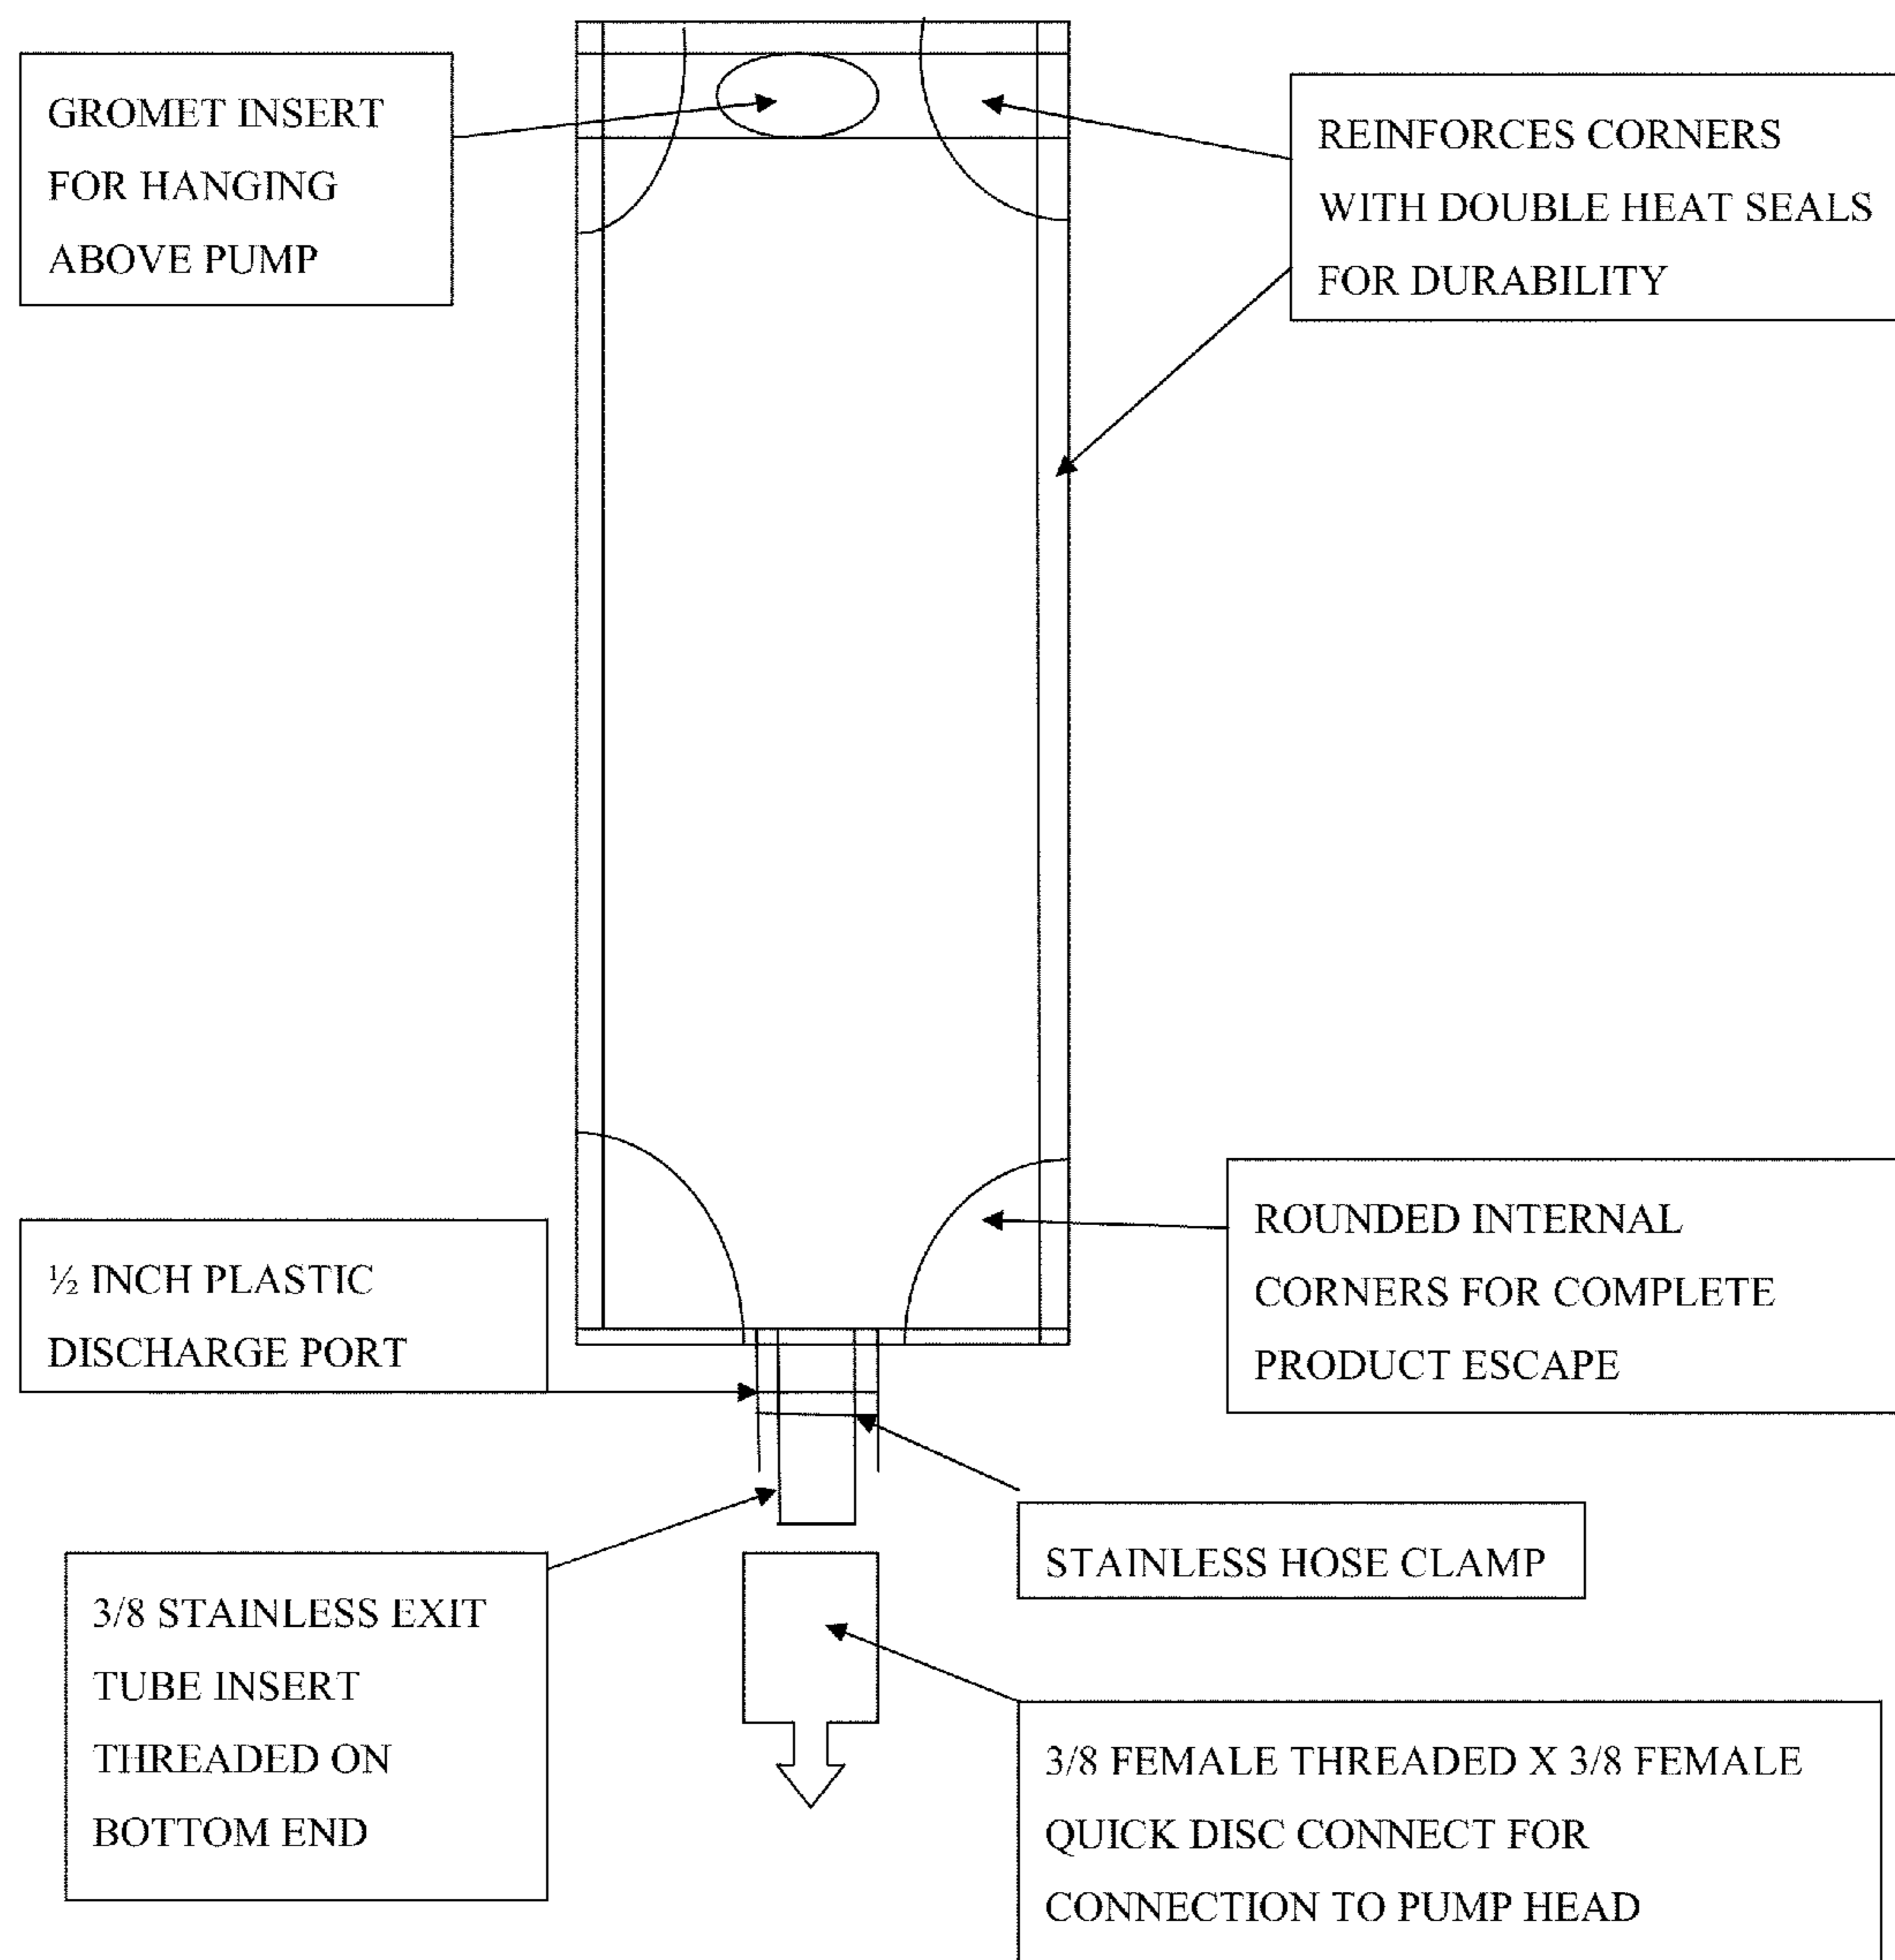 GROMET INSERT
FOR HANGING
ABOVE PUMP
REINFORCES CORNERS
WITH DOUBLE HEAT SEALS
FOR DURABILITY
ROUNDED INTERNAL
CORNERS FOR COMPLETE
PRODUCT ESCAPE
½ INCH PLASTIC
DISCHARGE PORT
STAINLESS HOSE CLAMP
3/8 STAINLESS EXIT
TUBE INSERT
THREADED ON
BOTTOM END
3/8 FEMALE THREADED X 3/8 FEMALE
QUICK DISC CONNECT FOR
CONNECTION TO PUMP HEAD